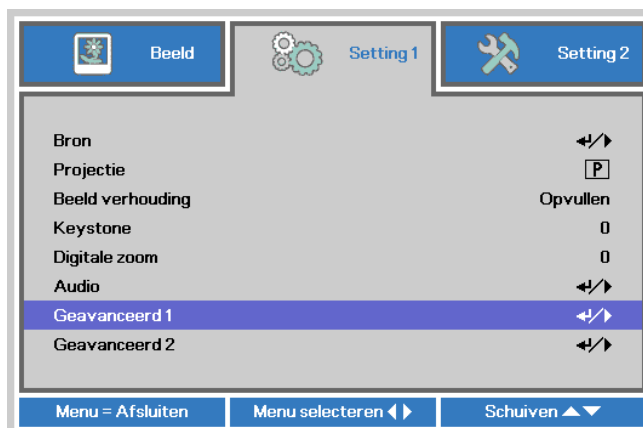 Beeld
Setting 1
Setting 2
Bron
Projectie P
Beeld verhouding Opvullen
Keystone 0
Digitale zoom 0
Audio
Geavanceerd 1
Geavanceerd 2
Menu = Afsluiten Menu selecteren Schuiven